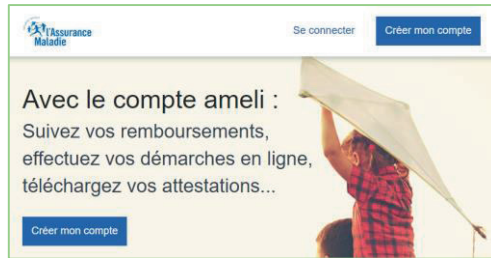 l'Assurance
Maladie
Se connecter
Créer mon compte
Avec le compte ameli :
Suivez vos remboursements,
effectuez vos démarches en ligne,
téléchargez vos attestations...
Créer mon compte